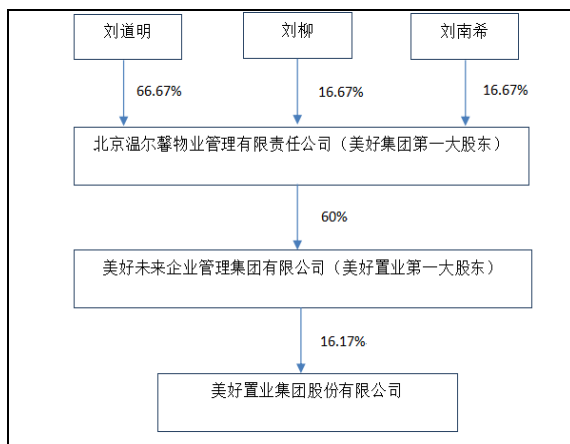 刘道明
刘柳
刘南希
66.67%
16.67%
16.67%
北京温尔馨物业管理有限责任公司（美好集团第一大股东）
60%
美好未来企业管理集团有限公司（美好置业第一大股东）
16.17%
美好置业集团股份有限公司